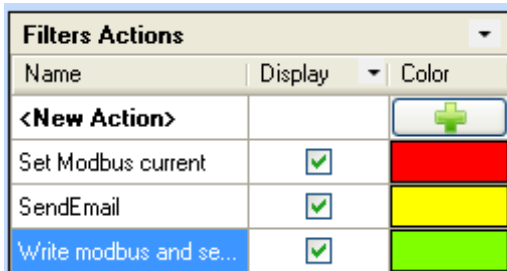 Filters Actions
Name Display Color
<New Action>
Set Modbus current
SendEmail
Write modbus and se...